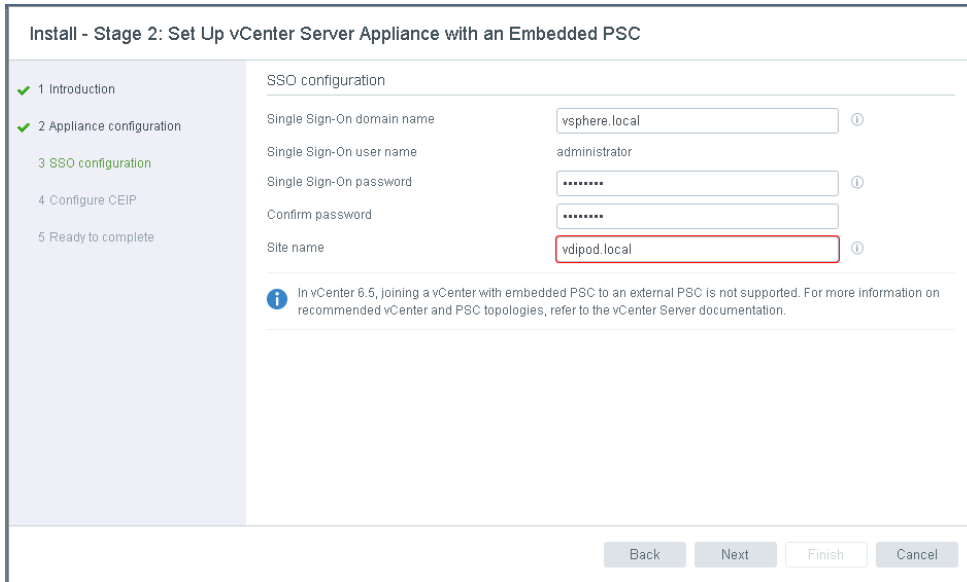 Install - Stage 2: Set Up vCenter Server Appliance with an Embedded PSC
1 Introduction
2 Appliance configuration
3 SSO configuration
4 Configure CEIP
5 Ready to complete
SSO configuration
Single Sign-On domain name
vsphere.local
Single Sign-On user name
administrator
Single Sign-On password
••••••••
Confirm password
••••••••
Site name
vdipod.local
In vCenter 6.5, joining a vCenter with embedded PSC to an external PSC is not supported. For more information on
recommended vCenter and PSC topologies, refer to the vCenter Server documentation.
Back
Next
Finish
Cancel